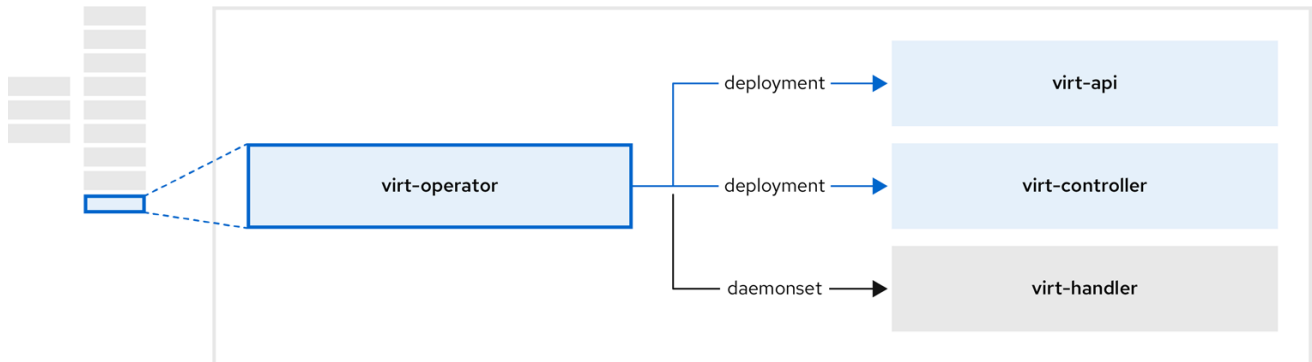 deployment
virt-api
virt-operator
deployment
virt-controller
daemonset
virt-handler